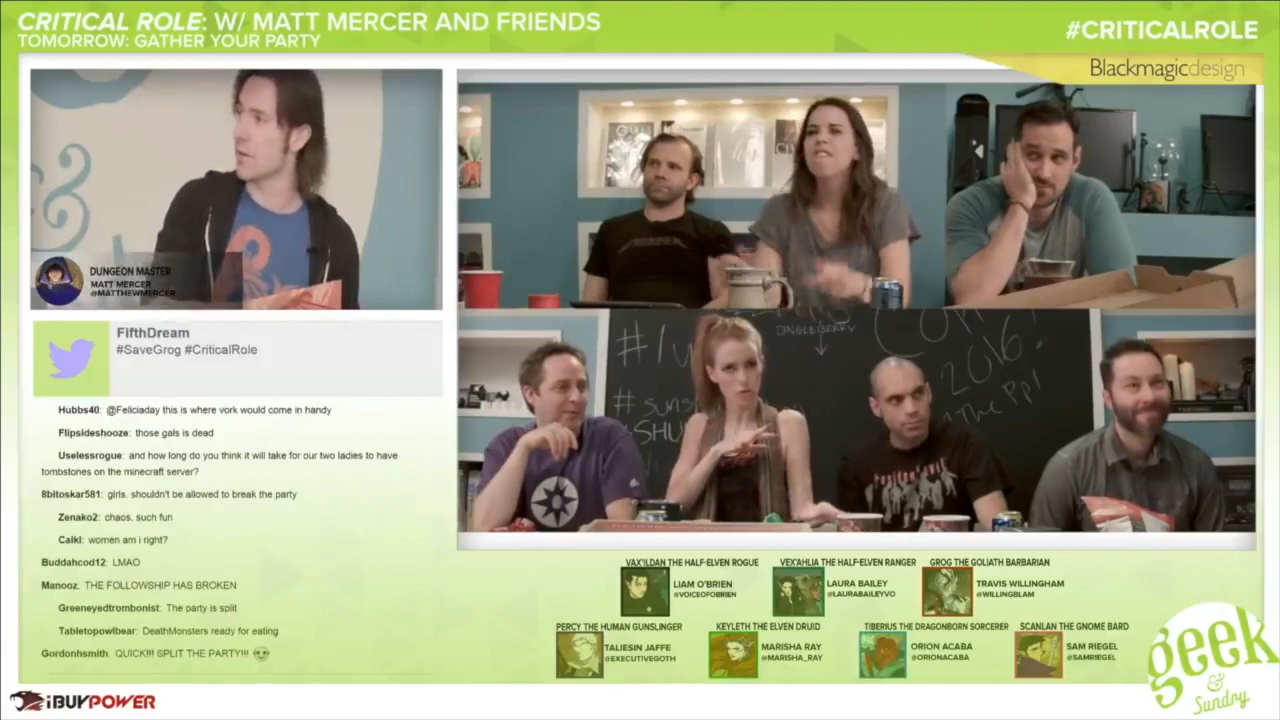 CRITICAL ROLE: W/ MATT MERCER AND FRIENDS
TOMORROW: GATHER YOUR PARTY
#CRITICALROLE
Blackmagicdesign
DUNGEON MASTER
MATT MERCER
@MATTHEWMERCER
FifthDream
#SaveGrog #CriticalRole
Hubbs40: @Feliciaday this is where vork would come in handy
Flipsideshooze: those gals is dead
Uselessrogue: and how long do you think it will take for our two ladies to have
tombstones on the minecraft server?
8bitoskar581: girls. shouldn't be allowed to break the party
Zenako2: chaos. such fun
Calki: women am i right?
Buddahcod12: LMAO
Manooz: THE FOLLOWSHIP HAS BROKEN
Greeneyedtrombonist: The party is split
Tabletopowlbear: DeathMonsters ready for eating
Gordonhsmith: QUICK!!! SPLIT THE PARTY!!!
DINGLEBERRY
2016!
VAX'ILDAN THE HALF-ELVEN ROGUE
LIAM O'BRIEN
@VOICEOFOBRIEN
VEX'AHLIA THE HALF-ELVEN RANGER
LAURA BAILEY
@LAURABAILEYVO
GROG THE GOLIATH BARBARIAN
TRAVIS WILLINGHAM
@WILLINGBLAM
PERCY THE HUMAN GUNSLINGER
TALIESIN JAFFE
@EXECUTIVEGOTH
KEYLETH THE ELVEN DRUID
MARISHA RAY
@MARISHA_RAY
TIBERIUS THE DRAGONBORN SORCERER
ORION ACABA
@ORIONACABA
SCANLAN THE GNOME BARD
SAM RIEGEL
@SAMRIEGEL
geek
&
Sundry
iBUYPOWER